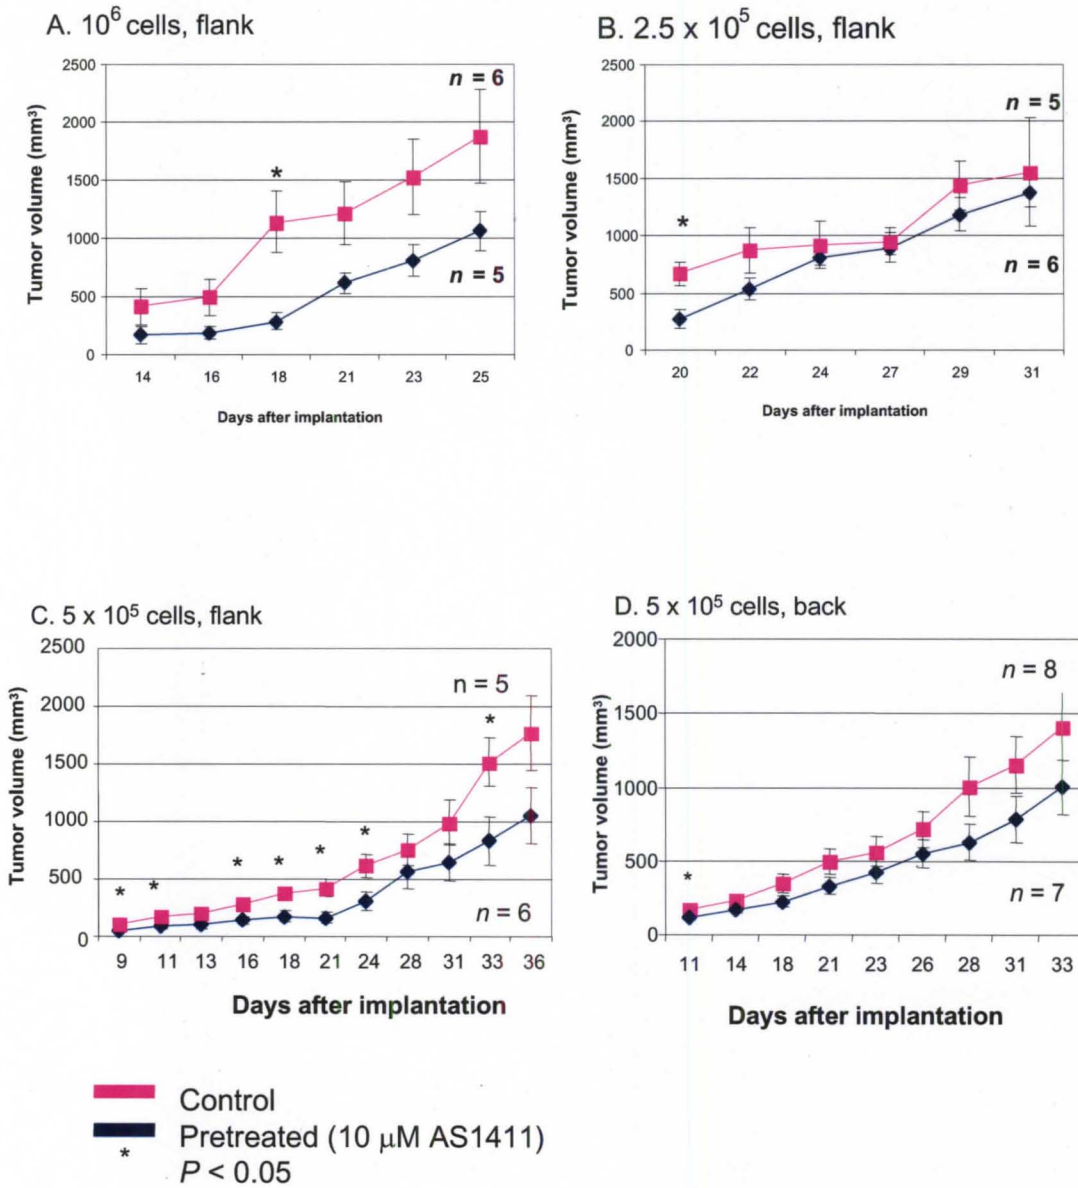 A. 10⁶ cells, flank
Tumor volume (mm³)
2500
2000
1500
1000
500
0
n = 6
*
n = 5
14 16 18 21 23 25
Days after implantation
B. 2.5 x 10⁵ cells, flank
Tumor volume (mm³)
2500
2000
1500
1000
500
0
n = 5
*
n = 6
20 22 24 27 29 31
Days after implantation
C. 5 x 10⁵ cells, flank
Tumor volume (mm³)
2500
2000
1500
1000
500
0
n = 5
*
*
* * *
* *
n = 6
9 11 13 16 18 21 24 28 31 33 36
Days after implantation
D. 5 x 10⁵ cells, back
Tumor volume (mm³)
2000
1500
1000
500
0
n = 8
*
n = 7
11 14 18 21 23 26 28 31 33
Days after implantation
Control
Pretreated (10 µM AS1411)
* P < 0.05